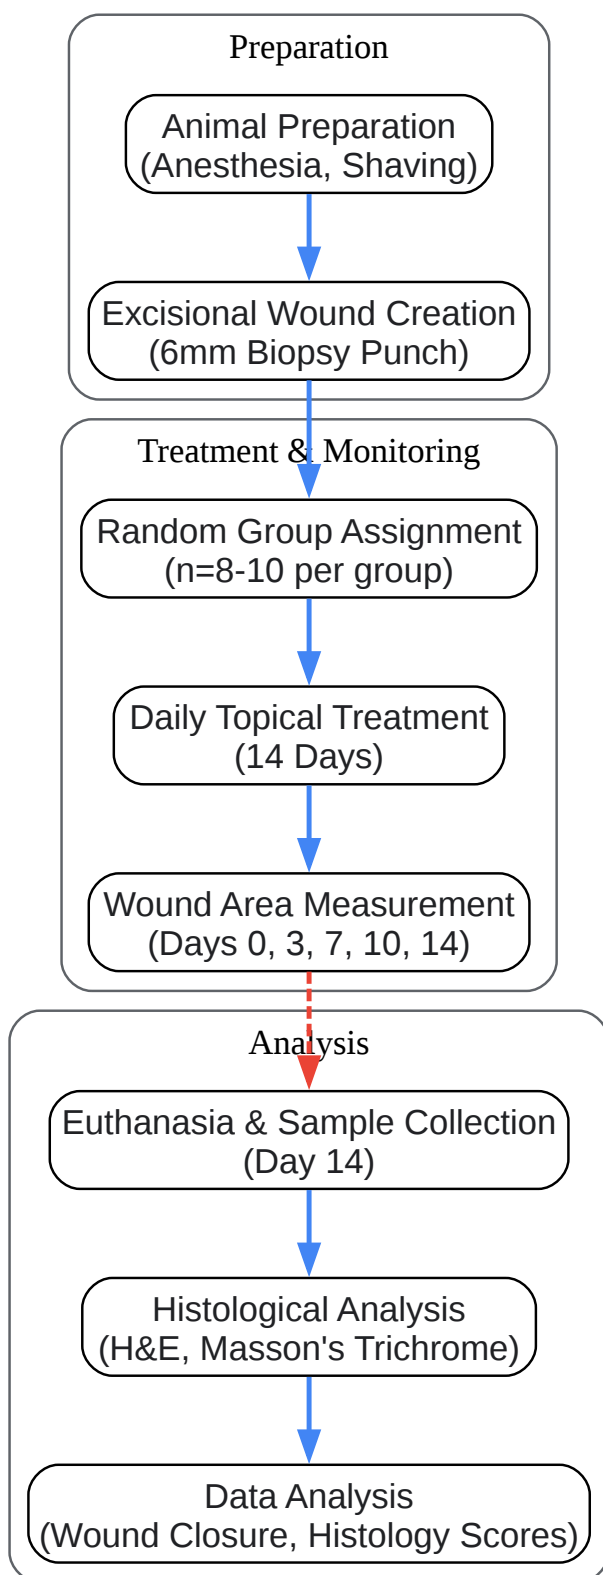 Preparation
Animal Preparation
(Anesthesia, Shaving)
Excisional Wound Creation
(6mm Biopsy Punch)
Treatment & Monitoring
Random Group Assignment
(n=8-10 per group)
Daily Topical Treatment
(14 Days)
Wound Area Measurement
(Days 0, 3, 7, 10, 14)
Analysis
Euthanasia & Sample Collection
(Day 14)
Histological Analysis
(H&E, Masson's Trichrome)
Data Analysis
(Wound Closure, Histology Scores)